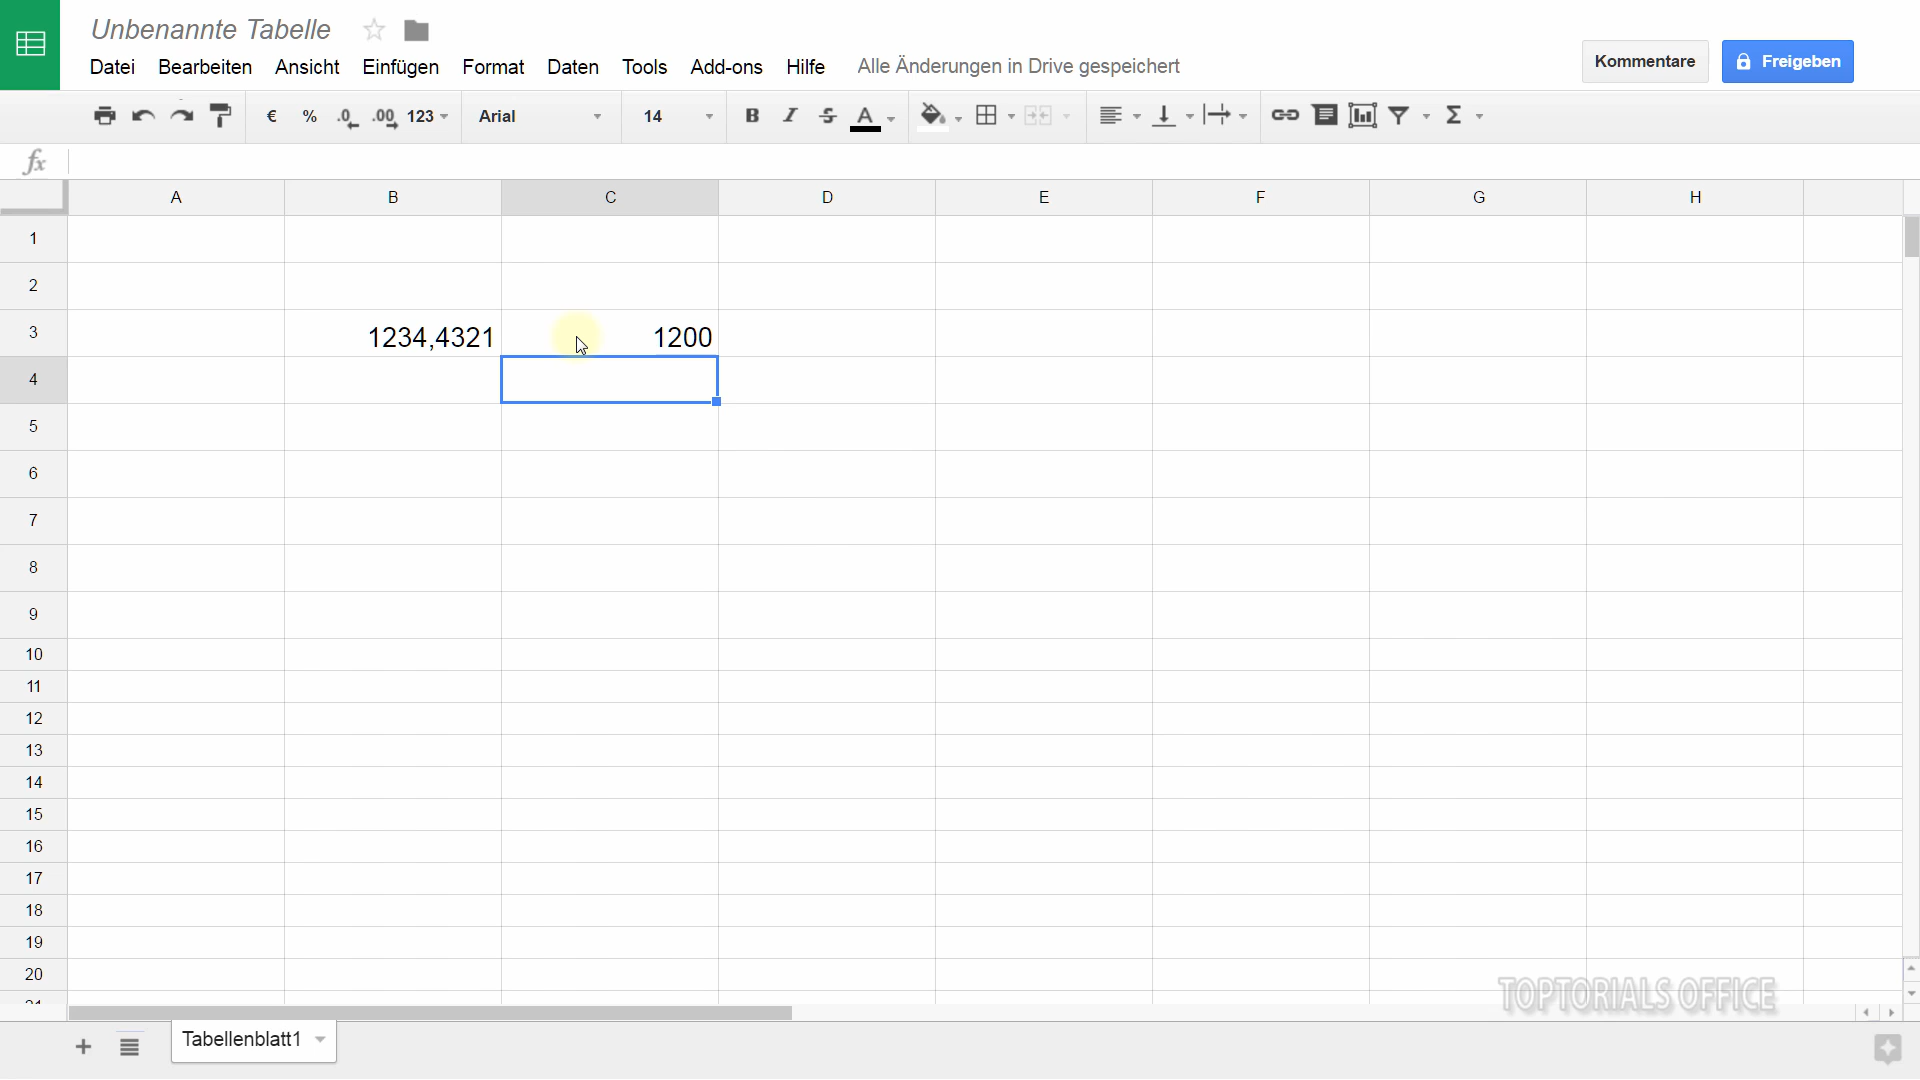 Unbenannte Tabelle
Datei Bearbeiten Ansicht Einfügen Format Daten Tools Add-ons Hilfe Alle Änderungen in Drive gespeichert
Kommentare Freigeben
€ % .0 .00 123 Arial 14 B I S A Σ
fx
A B C D E F G H
1
2
3 1234,4321 1200
4
5
6
7
8
9
10
11
12
13
14
15
16
17
18
19
20
21
TOPTORIALS OFFICE
+ Tabellenblatt1